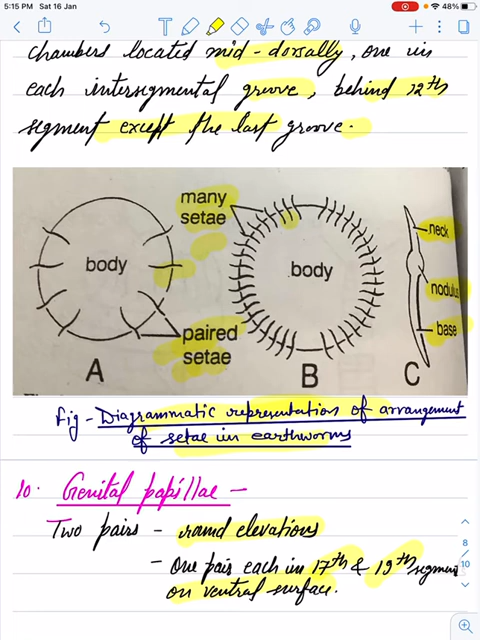 5:15 PM Sat 16 Jan
48%
chambers located mid-dorsally, one in
each intersegmental groove, behind 12th
segment except the last groove.
many
setae
body
body
paired
setae
neck
nodulus
base
A
B
C
Fig - Diagrammatic representation of arrangement
of setae in earthworms
10. Genital papillae -
Two pairs - round elevations
- One pair each in 17th & 19th segment
on ventral surface.
8
10